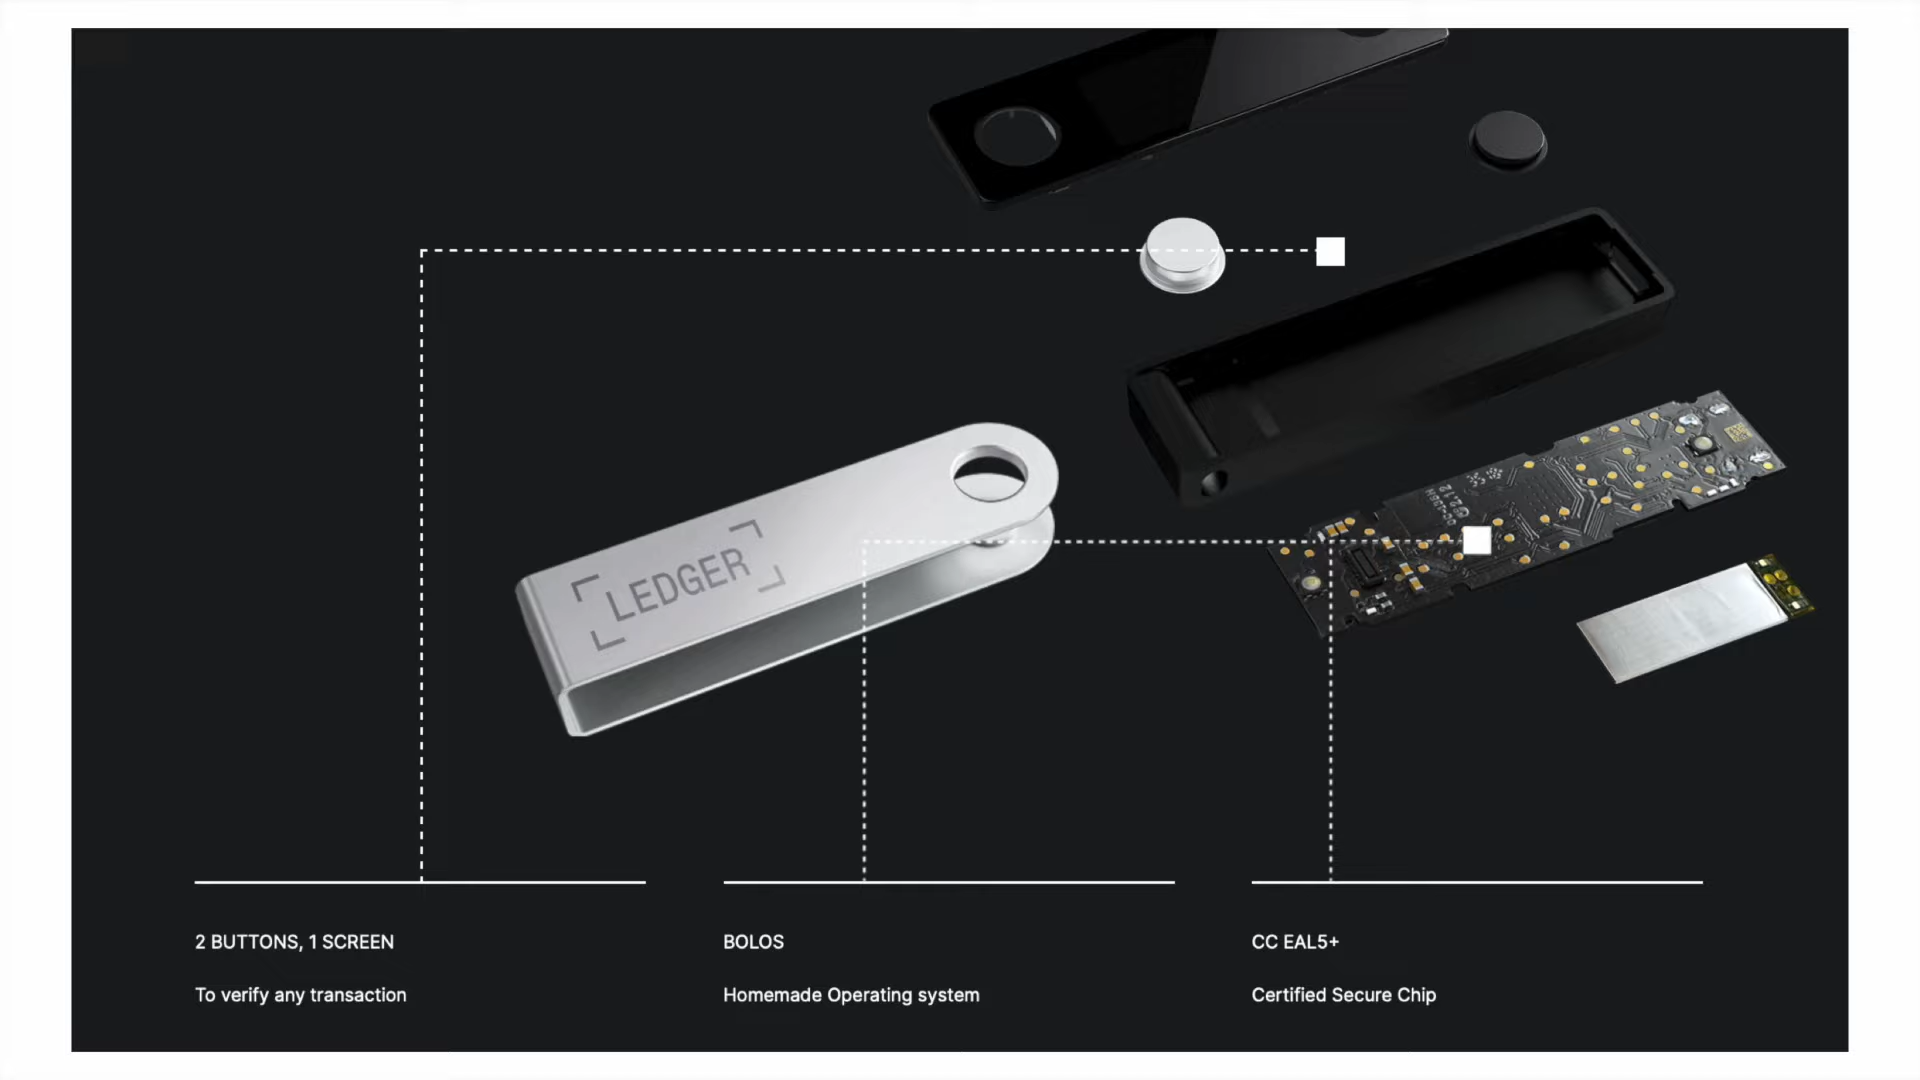 LEDGER
2 BUTTONS, 1 SCREEN
To verify any transaction
BOLOS
Homemade Operating system
CC EAL5+
Certified Secure Chip